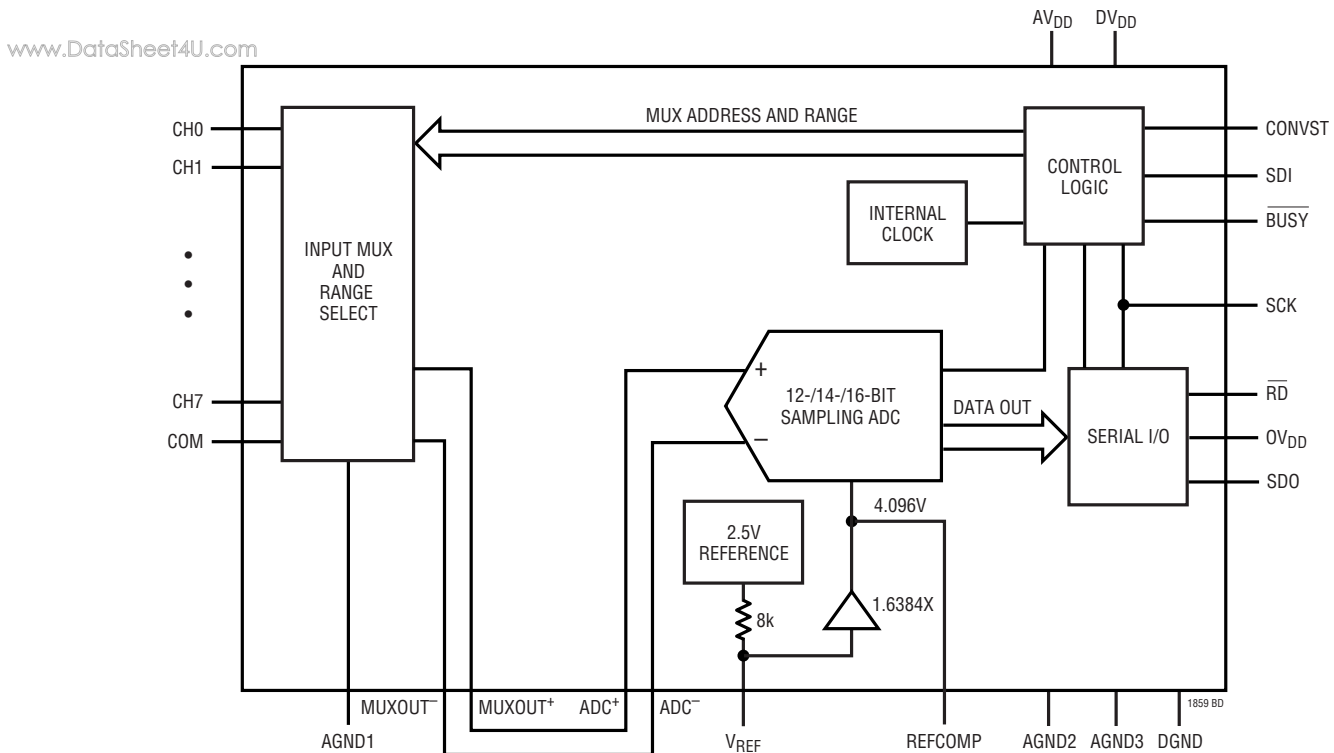 www.DataSheet4U.com
AVDD
DVDD
CH0
CH1
CH7
COM
INPUT MUX
AND
RANGE
SELECT
MUX ADDRESS AND RANGE
INTERNAL
CLOCK
CONTROL
LOGIC
CONVST
SDI
BUSY
SCK
RD
OVDD
SDO
+
12-/14-/16-BIT
SAMPLING ADC
–
DATA OUT
SERIAL I/O
4.096V
2.5V
REFERENCE
8k
1.6384X
1859 BD
MUXOUT–
MUXOUT+
ADC+
ADC–
AGND1
VREF
REFCOMP
AGND2
AGND3
DGND